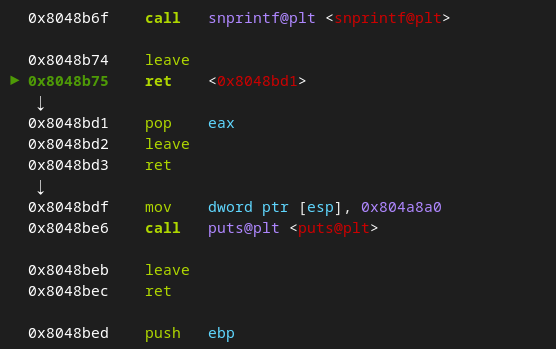 0x8048b6f call snprintf@plt <snprintf@plt>
0x8048b74 leave
► 0x8048b75 ret <0x8048bd1>
↓
0x8048bd1 pop eax
0x8048bd2 leave
0x8048bd3 ret
↓
0x8048bdf mov dword ptr [esp], 0x804a8a0
0x8048be6 call puts@plt <puts@plt>
0x8048beb leave
0x8048bec ret
0x8048bed push ebp